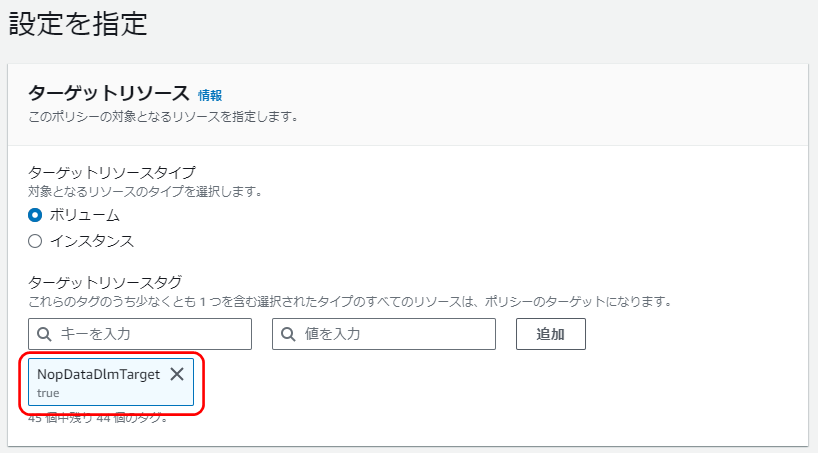 設定を指定
ターゲットリソース 情報
このポリシーの対象となるリソースを指定します。
ターゲットリソースタイプ
対象となるリソースのタイプを選択します。
ボリューム
インスタンス
ターゲットリソースタグ
これらのタグのうち少なくとも 1 つを含む選択されたタイプのすべてのリソースは、ポリシーのターゲットになります。
キーを入力 値を入力 追加
NopDataDlmTarget
true
45 個中残り 44 個のタグ。